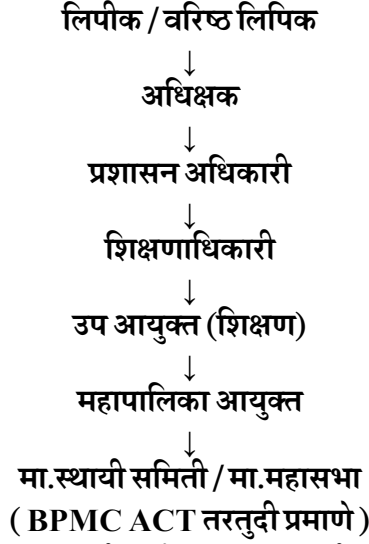 लिपीक / वरिष्ठ लिपिक
↓
अधिक्षक
↓
प्रशासन अधिकारी
↓
शिक्षणाधिकारी
↓
उप आयुक्त (शिक्षण)
↓
महापालिका आयुक्त
↓
मा.स्थायी समिती / मा.महासभा
( BPMC ACT तरतुदी प्रमाणे )